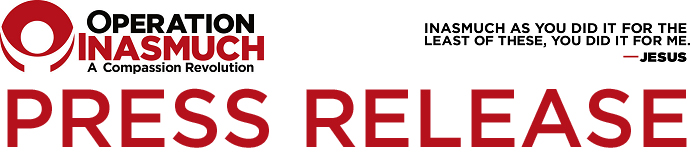 OPERATION
INASMUCH
A Compassion Revolution
INASMUCH AS YOU DID IT FOR THE
LEAST OF THESE, YOU DID IT FOR ME.
—JESUS
PRESS RELEASE